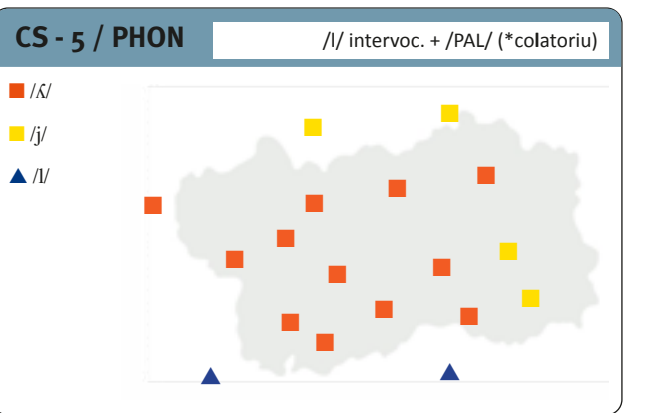 CS - 5 / PHON
/l/ intervoc. + /PAL/ (*colatoriu)
/ʎ/
/j/
/l/